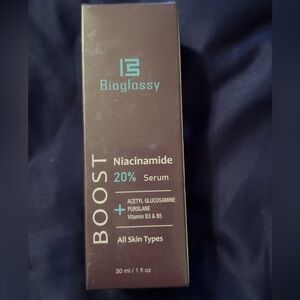 Bioglossy
BOOST
Niacinamide
20% Serum
+
ACETYL GLUCOSAMINE
PURSLANE
Vitamin B3 & B5
All Skin Types
30 ml / 1 fl oz